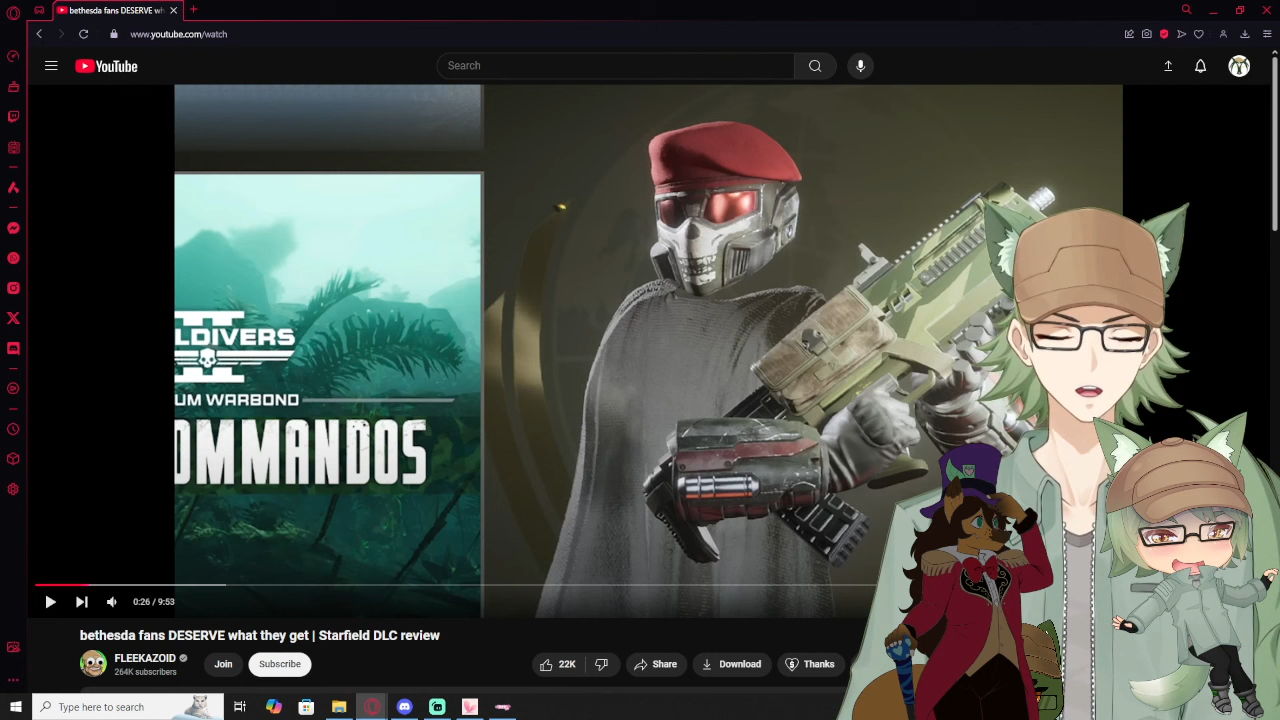 bethesda fans DESERVE wh
www.youtube.com/watch
YouTube
Search
LDIVERS
II
UM WARBOND
OMMANDOS
0:26 / 9:53
bethesda fans DESERVE what they get | Starfield DLC review
FLEEKAZOID
264K subscribers
Join
Subscribe
22K
Share
Download
Thanks
Type here to search